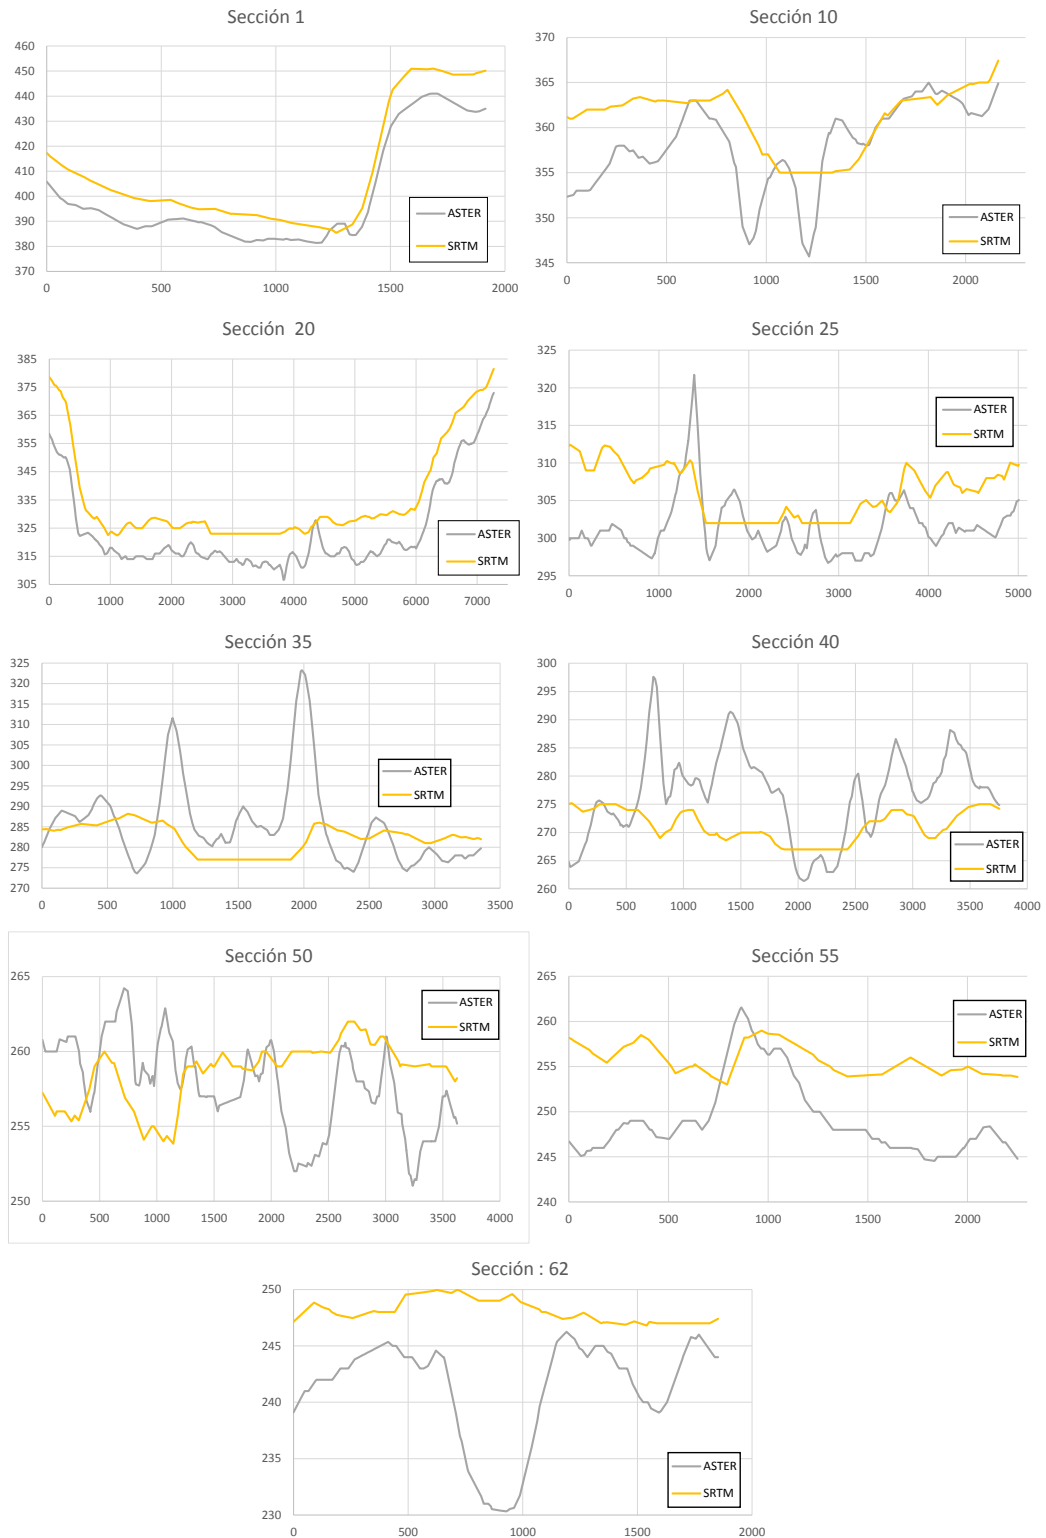 Sección 1
460
450
440
430
420
410
400
390
380
370
0 500 1000 1500 2000
ASTER
SRTM
Sección 10
370
365
360
355
350
345
0 500 1000 1500 2000
ASTER
SRTM
Sección 20
385
375
365
355
345
335
325
315
305
0 1000 2000 3000 4000 5000 6000 7000
ASTER
SRTM
Sección 25
325
320
315
310
305
300
295
0 1000 2000 3000 4000 5000
ASTER
SRTM
Sección 35
325
320
315
310
305
300
295
290
285
280
275
270
0 500 1000 1500 2000 2500 3000 3500
ASTER
SRTM
Sección 40
300
295
290
285
280
275
270
265
260
0 500 1000 1500 2000 2500 3000 3500 4000
ASTER
SRTM
Sección 50
265
260
255
250
0 500 1000 1500 2000 2500 3000 3500 4000
ASTER
SRTM
Sección 55
265
260
255
250
245
240
0 500 1000 1500 2000
ASTER
SRTM
Sección : 62
250
245
240
235
230
0 500 1000 1500 2000
ASTER
SRTM